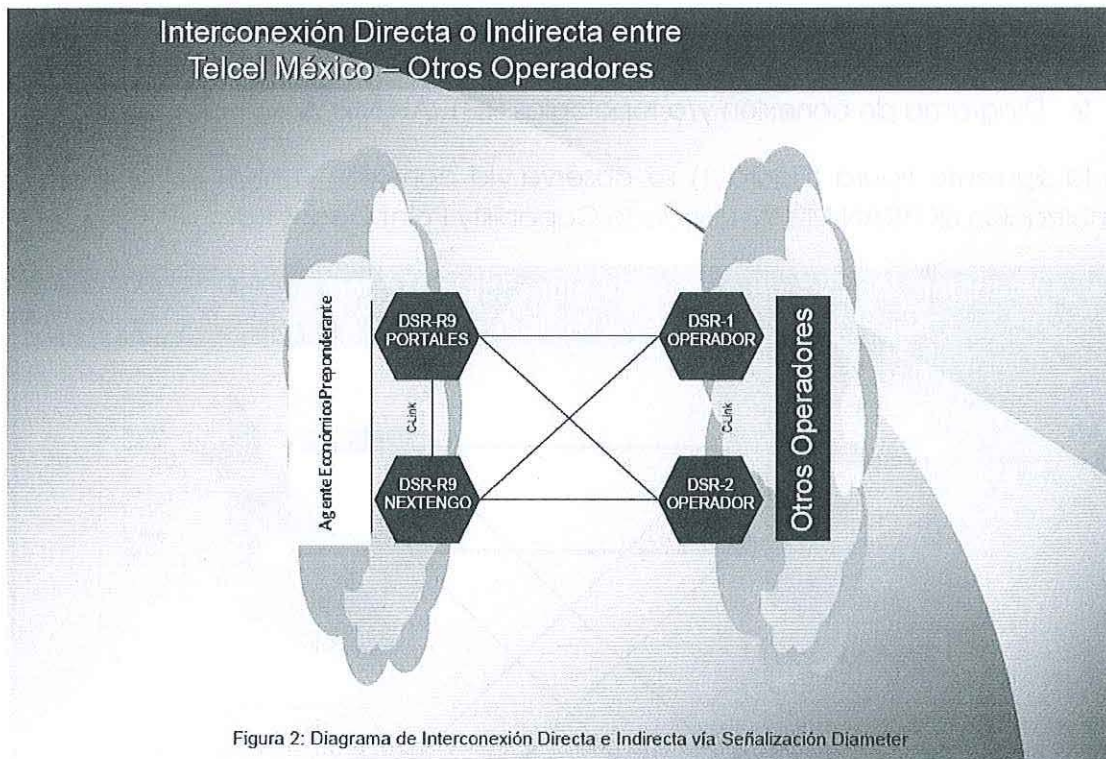 Interconexión Directa o Indirecta entre
Telcel México – Otros Operadores
Agente Económico Preponderante
DSR-R9
PORTALES
C-Link
DSR-R9
NEXTENGO
DSR-1
OPERADOR
C-Link
DSR-2
OPERADOR
Otros Operadores
Figura 2: Diagrama de Interconexión Directa e Indirecta vía Señalización Diameter